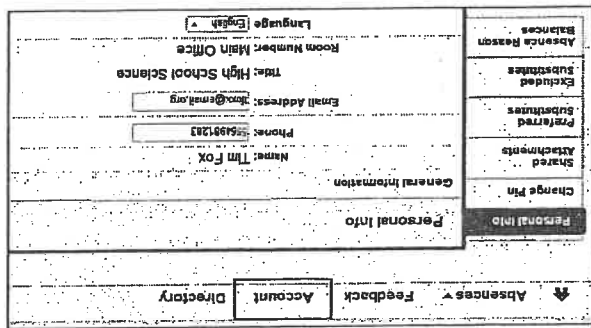 Absences ▾ Feedback Account Directory
Personal Info
Change Pin
Shared
Attachments
Preferred
Substitutes
Excluded
Substitutes
Absence Reason
Balances
Personal Info
General Information
Name: Tim Fox
Phone:
Email Address:
Title: High School Science
Room Number: Main Office
Language English ▾